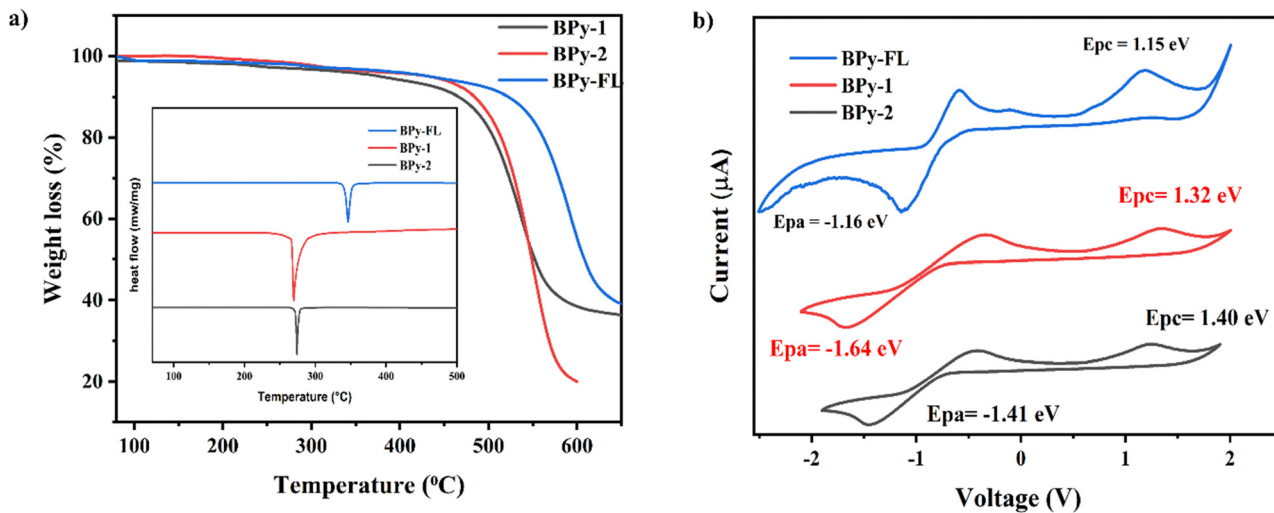 a)
BPy-1
BPy-2
BPy-FL
100
80
60
40
20
Weight loss (%)
100
200
300
400
500
600
Temperature (⁰C)
BPy-FL
BPy-1
BPy-2
heat flow (mw/mg)
100
200
300
400
500
Temperature (°C)
b)
BPy-FL
BPy-1
BPy-2
Epc = 1.15 eV
Epa = -1.16 eV
Epc= 1.32 eV
Epa= -1.64 eV
Epc= 1.40 eV
Epa= -1.41 eV
Current (μA)
-2
-1
0
1
2
Voltage (V)